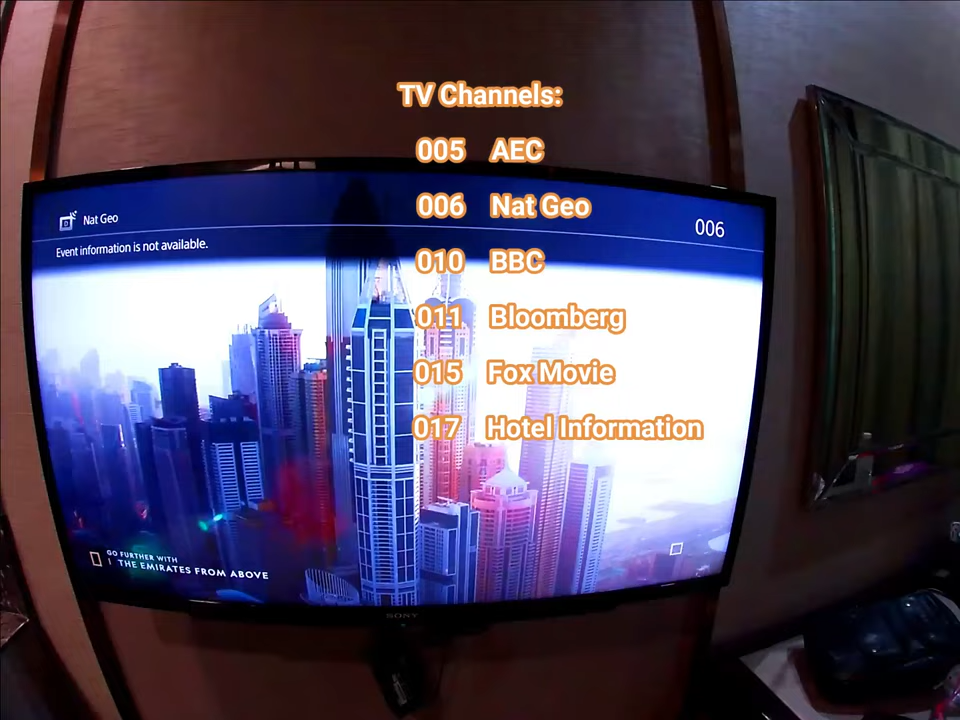 TV Channels:
005 AEC
006 Nat Geo
010 BBC
011 Bloomberg
015 Fox Movie
017 Hotel Information
Nat Geo
006
Event information is not available.
GO FURTHER WITH
THE EMIRATES FROM ABOVE
SONY